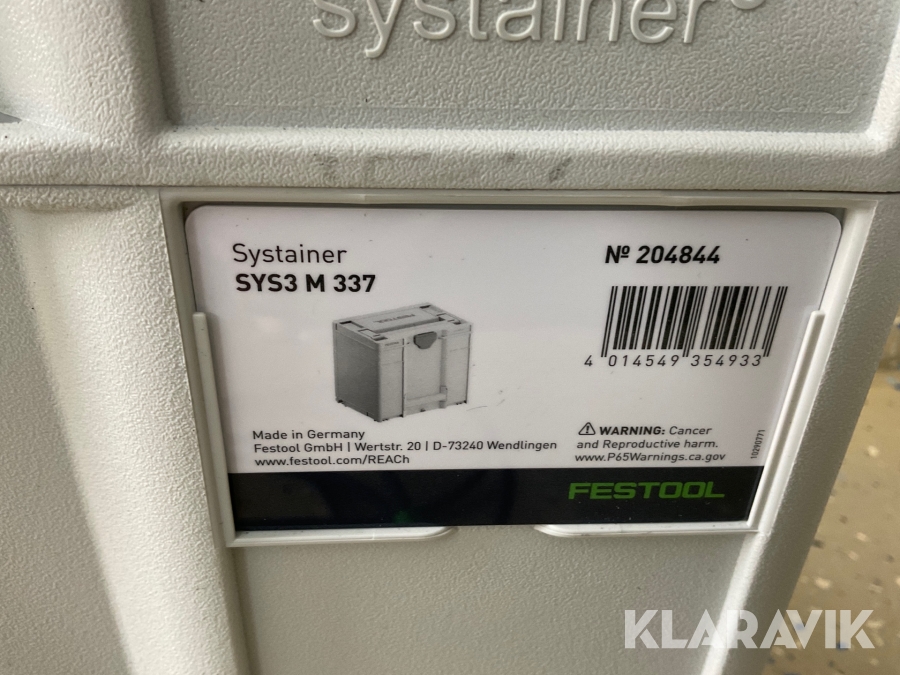 systainer®
Systainer
SYS3 M 337
Nº 204844
4 014549 354933
Made in Germany
Festool GmbH | Wertstr. 20 | D-73240 Wendlingen
www.festool.com/REACh
⚠ WARNING: Cancer
and Reproductive harm.
www.P65Warnings.ca.gov
10290771
FESTOOL
KLARAVIK